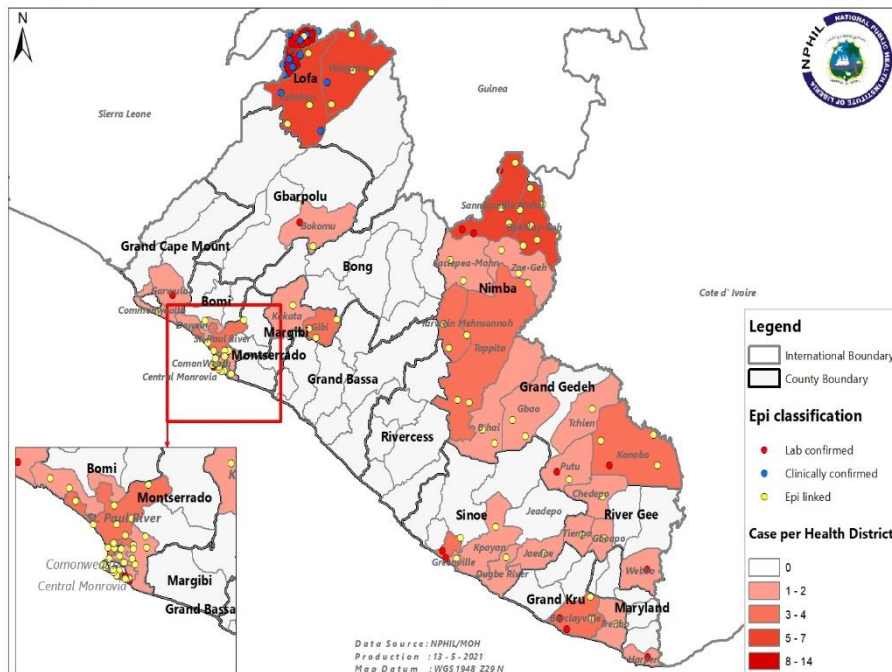 N
NPHIL
NATIONAL PUBLIC HEALTH
INSTITUTE OF LIBERIA
Guinea
Sierra Leone
Lofa
Gbarpolu
Bokomu
Sanniquellie-Mahn
Grand Cape Mount
Bong
Saclepea-Mahn
Zoe-Geh
Nimba
Cote d' Ivoire
Garwula
Commonwealth
Bomi
Kakata
Margibi
Gibi
St. Paul River
Montserrado
Central Monrovia
Tappita
Grand Bassa
Grand Gedeh
Rivercess
Gbao
Tchien
B'hai
Konobo
Putu
Chedepo
River Gee
Sinoe
Jeadepo
Kpayan
Jaedae
Greenville
Dugbe River
Grand Kru
Webbo
Maryland
Barclayville
Trenbo
Harper
Legend
International Boundary
County Boundary
Epi classification
Lab confirmed
Clinically confirmed
Epi linked
Case per Health District
0
1 - 2
3 - 4
5 - 7
8 - 14
Bomi
Montserrado
St. Paul River
Central Monrovia
Margibi
Grand Bassa
Data Source: NPHIL/MOH
Production : 13 - 5 - 2021
Map Datum : WGS 1948 Z29 N